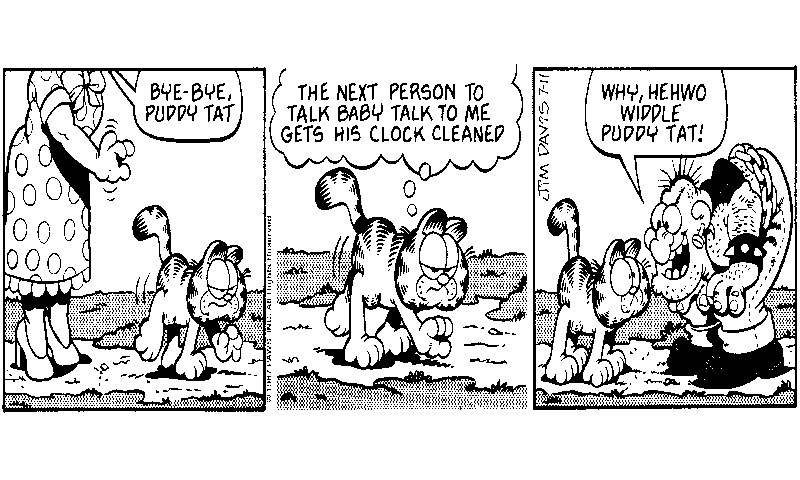 BYE-BYE,
PUDDY TAT
THE NEXT PERSON TO
TALK BABY TALK TO ME
GETS HIS CLOCK CLEANED
JIM DAVIS 7-11
WHY, HEHWO
WIDDLE
PUDDY TAT!